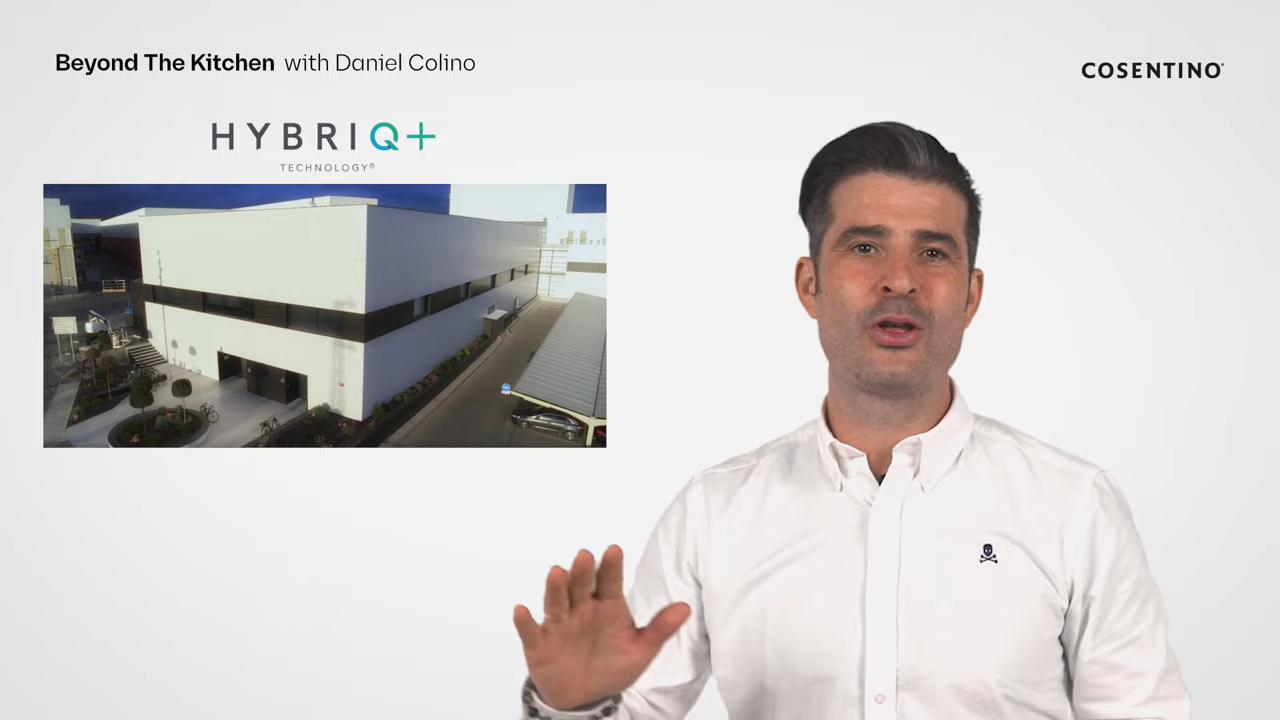 Beyond The Kitchen with Daniel Colino
COSENTINO®
HYBRIQ+
TECHNOLOGY®